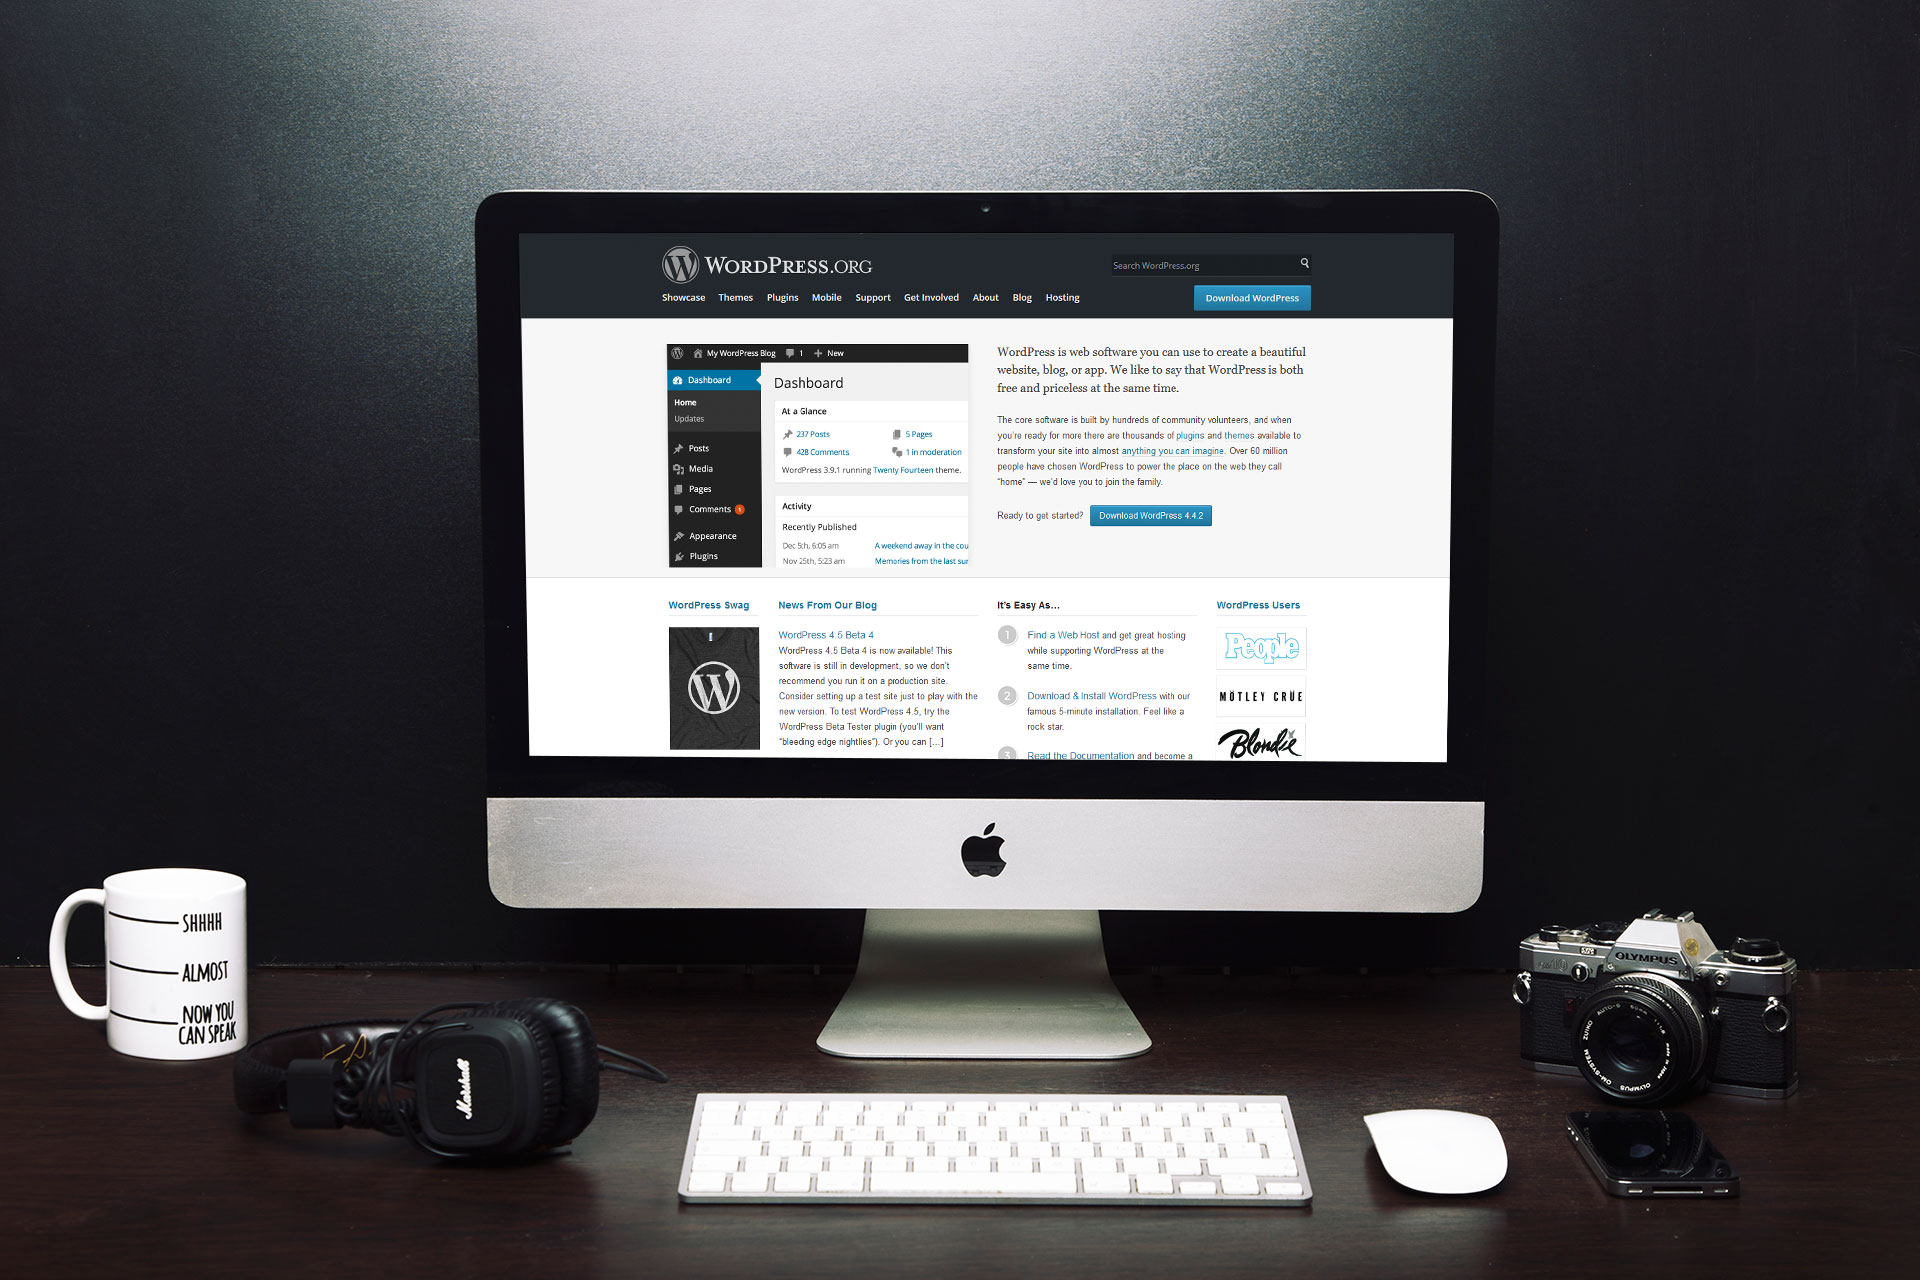 WORDPRESS.ORG
Search WordPress.org
Showcase Themes Plugins Mobile Support Get Involved About Blog Hosting
Download WordPress
My WordPress Blog 1 New
Dashboard
Home
Updates
Posts
Media
Pages
Comments 1
Appearance
Plugins
Dashboard
At a Glance
237 Posts 5 Pages
428 Comments 1 in moderation
WordPress 3.9.1 running Twenty Fourteen theme.
Activity
Recently Published
Dec 5th, 6:05 am A weekend away in the cou
Nov 25th, 5:23 am Memories from the last sur
WordPress is web software you can use to create a beautiful
website, blog, or app. We like to say that WordPress is both
free and priceless at the same time.
The core software is built by hundreds of community volunteers, and when
you're ready for more there are thousands of plugins and themes available to
transform your site into almost anything you can imagine. Over 60 million
people have chosen WordPress to power the place on the web they call
“home” — we'd love you to join the family.
Ready to get started? Download WordPress 4.4.2
WordPress Swag
News From Our Blog
WordPress 4.5 Beta 4
WordPress 4.5 Beta 4 is now available! This
software is still in development, so we don't
recommend you run it on a production site.
Consider setting up a test site just to play with the
new version. To test WordPress 4.5, try the
WordPress Beta Tester plugin (you'll want
“bleeding edge nightlies”). Or you can […]
It's Easy As…
1 Find a Web Host and get great hosting
while supporting WordPress at the
same time.
2 Download & Install WordPress with our
famous 5-minute installation. Feel like a
rock star.
3 Read the Documentation and become a
WordPress Users
People
MÖTLEY CRÜE
Blondie
SHHHH
ALMOST
NOW YOU
CAN SPEAK
Marshall
OLYMPUS
OM10
OM-SYSTEM ZUIKO AUTO-S 50mm 1:1.8
OLYMPUS